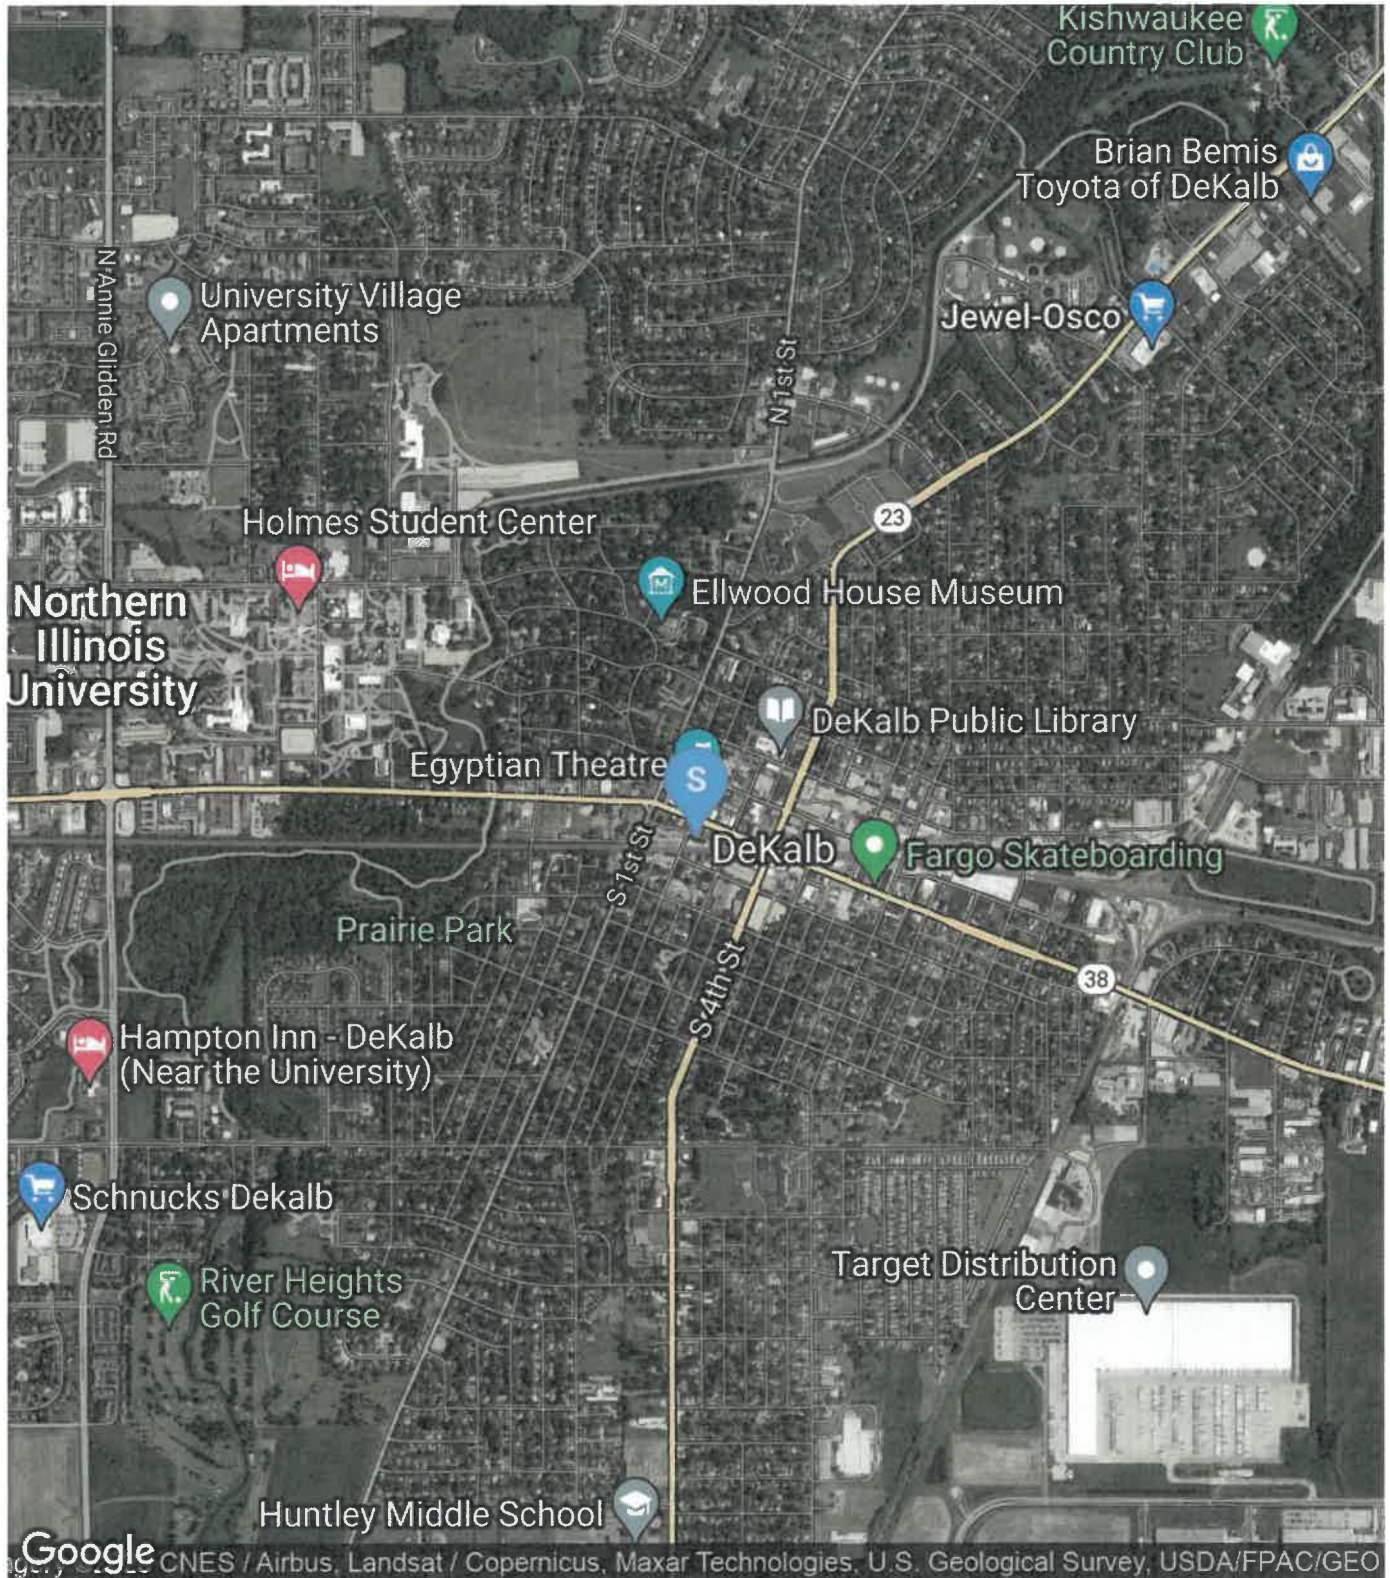 Kishwaukee
Country Club
Brian Bemis
Toyota of DeKalb
N Annie Glidden Rd
University Village
Apartments
Jewel-Osco
N 1st St
23
Holmes Student Center
Northern
Illinois
University
Ellwood House Museum
DeKalb Public Library
Egyptian Theatre
S
DeKalb
S 1st St
Fargo Skateboarding
Prairie Park
S 4th St
38
Hampton Inn - DeKalb
(Near the University)
Schnucks Dekalb
River Heights
Golf Course
Target Distribution
Center
Huntley Middle School
Google
CNES / Airbus, Landsat / Copernicus, Maxar Technologies, U.S. Geological Survey, USDA/FPAC/GEO